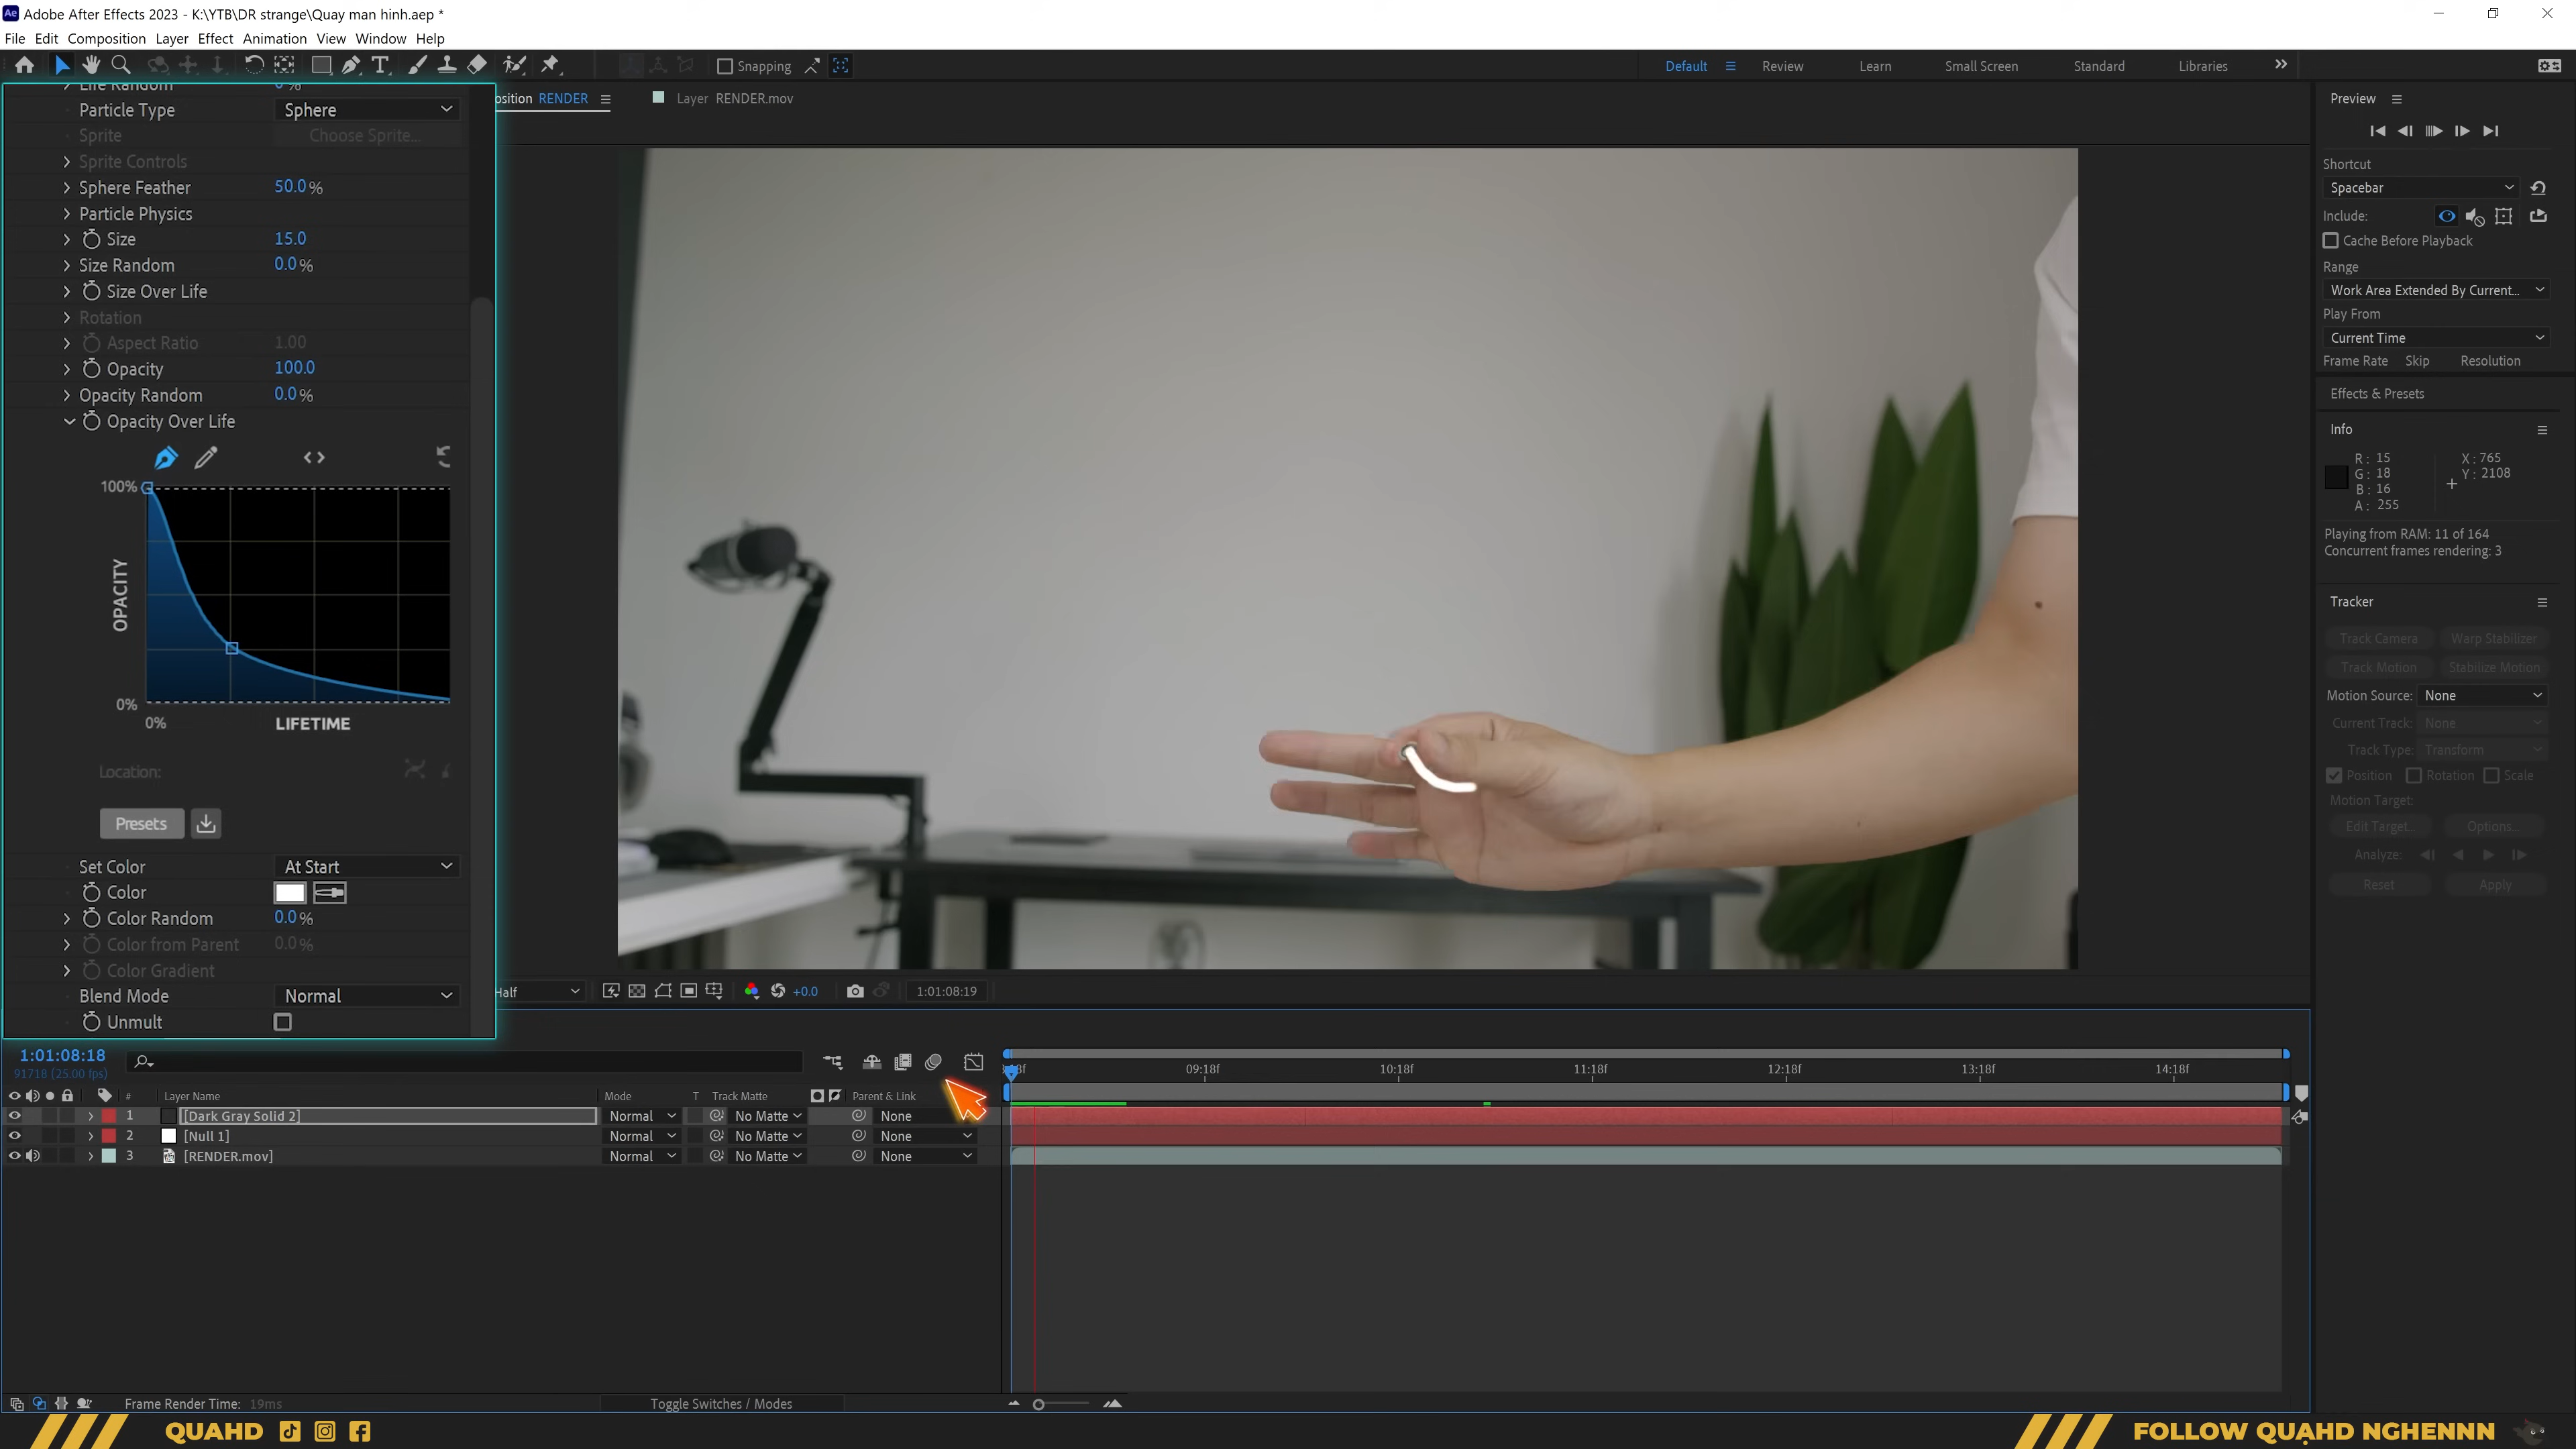 Adobe After Effects 2023 - K:\YTB\DR strange\Quay man hinh.aep *
File Edit Composition Layer Effect Animation View Window Help
Snapping
Default Review Learn Small Screen Standard Libraries
Life Random 0%
Particle Type Sphere
Sprite Choose Sprite...
Sprite Controls
Sphere Feather 50.0%
Particle Physics
Size 15.0
Size Random 0.0%
Size Over Life
Rotation
Aspect Ratio 1.00
Opacity 100.0
Opacity Random 0.0%
Opacity Over Life
100%
OPACITY
0%
0% LIFETIME
Location:
Presets
Set Color At Start
Color
Color Random 0.0%
Color from Parent 0.0%
Color Gradient
Blend Mode Normal
Unmult
osition RENDER
Layer RENDER.mov
Half +0.0 1:01:08:19
Preview
Shortcut
Spacebar
Include:
Cache Before Playback
Range
Work Area Extended By Current...
Play From
Current Time
Frame Rate Skip Resolution
Effects & Presets
Info
R: 15 X: 765
G: 18 Y: 2108
B: 16
A: 255
Playing from RAM: 11 of 164
Concurrent frames rendering: 3
Tracker
Track Camera Warp Stabilizer
Track Motion Stabilize Motion
Motion Source: None
Current Track: None
Track Type: Transform
Position Rotation Scale
Motion Target:
Edit Target... Options...
Analyze:
Reset Apply
1:01:08:18
91718 (25.00 fps)
09:18f 10:18f 11:18f 12:18f 13:18f 14:18f
# Layer Name Mode T Track Matte Parent & Link
1 [Dark Gray Solid 2] Normal No Matte None
2 [Null 1] Normal No Matte None
3 [RENDER.mov] Normal No Matte None
Frame Render Time: 19ms Toggle Switches / Modes
QUAHD
FOLLOW QUẠHD NGHENNN